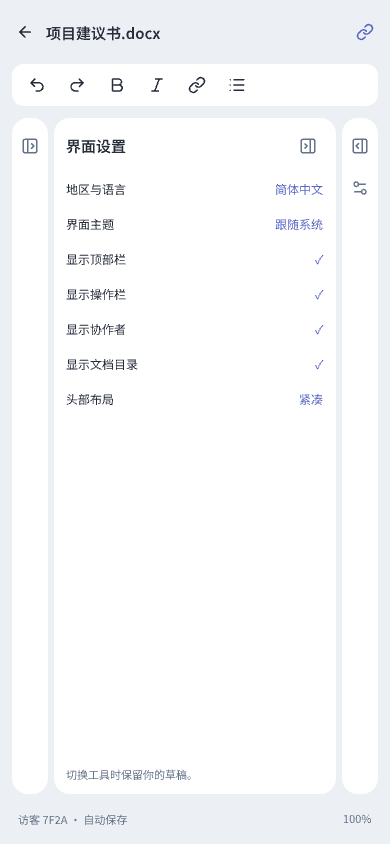 项目建议书.docx
界面设置
地区与语言 简体中文
界面主题 跟随系统
显示顶部栏 ✓
显示操作栏 ✓
显示协作者 ✓
显示文档目录 ✓
头部布局 紧凑
切换工具时保留你的草稿。
访客 7F2A · 自动保存 100%